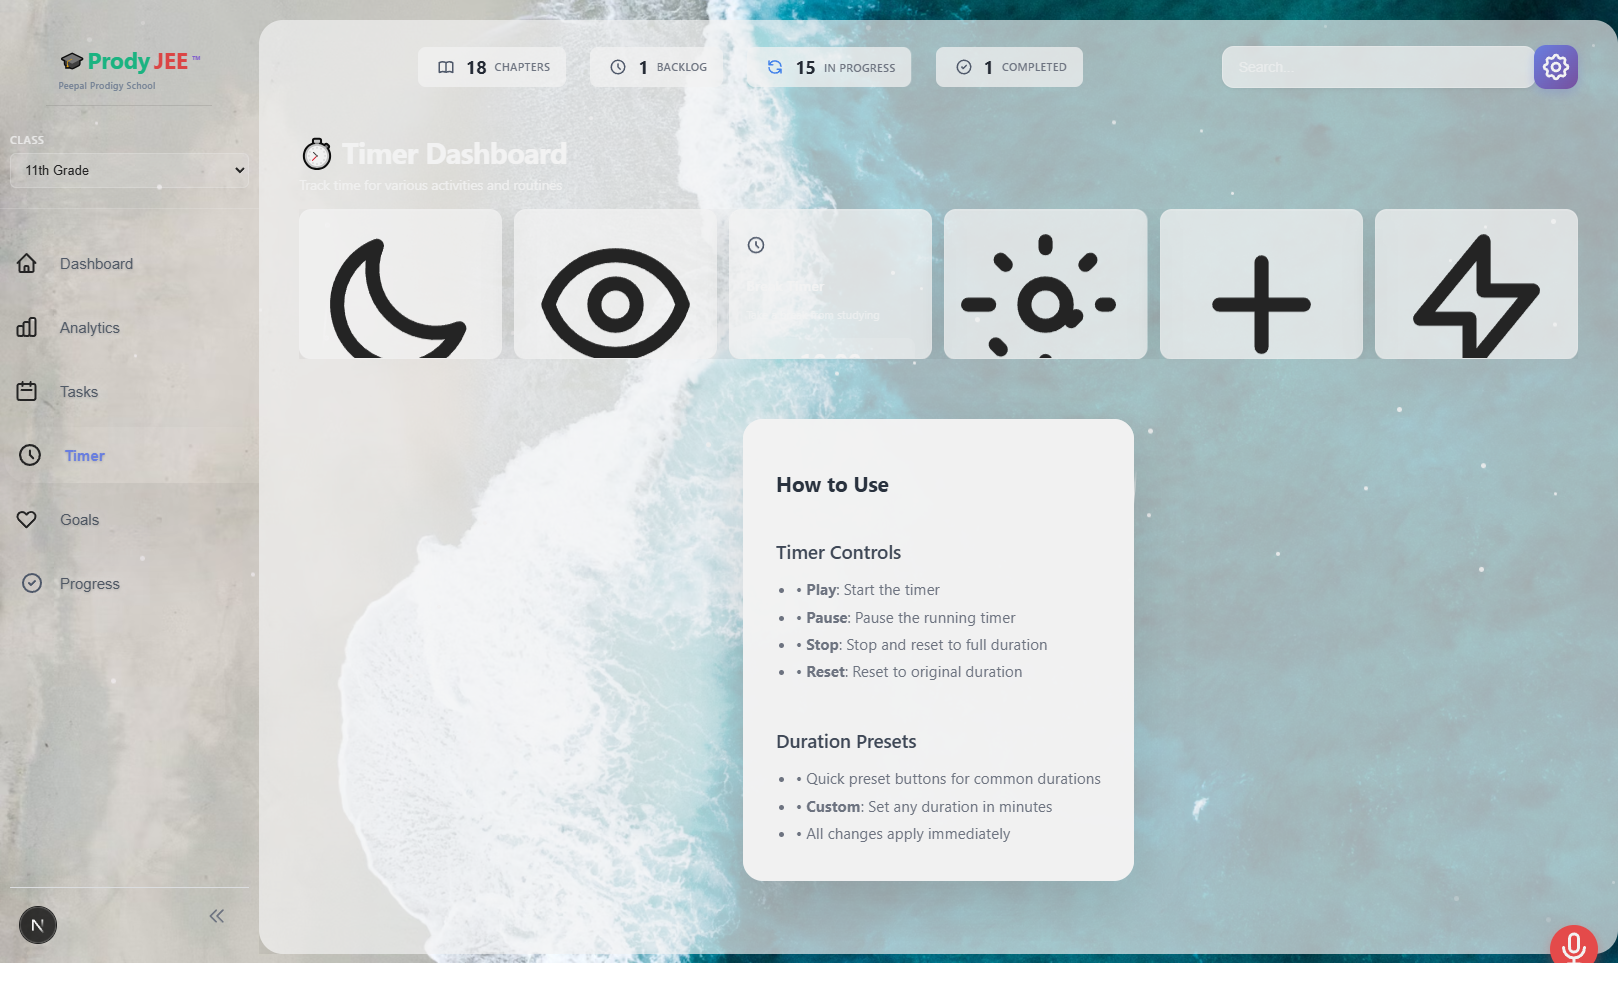 Prody JEE ™
Peepal Prodigy School
CLASS
11th Grade
Dashboard
Analytics
Tasks
Timer
Goals
Progress
N
18 CHAPTERS
1 BACKLOG
15 IN PROGRESS
1 COMPLETED
Search...
Timer Dashboard
Track time for various activities and routines
Timer
studying
How to Use
Timer Controls
• • Play: Start the timer
• • Pause: Pause the running timer
• • Stop: Stop and reset to full duration
• • Reset: Reset to original duration
Duration Presets
• • Quick preset buttons for common durations
• • Custom: Set any duration in minutes
• • All changes apply immediately